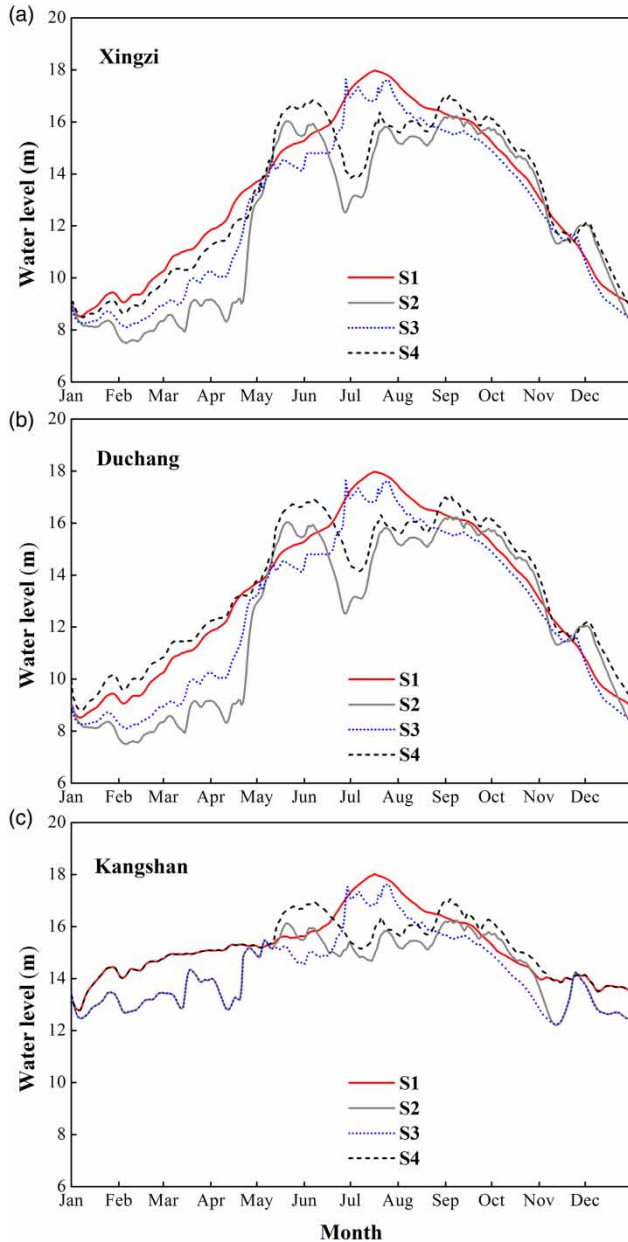 (a)
Xingzi
Water level (m)
20
18
16
14
12
10
8
6
S1
S2
S3
S4
Jan Feb Mar Apr May Jun Jul Aug Sep Oct Nov Dec
(b)
Duchang
Water level (m)
20
18
16
14
12
10
8
6
S1
S2
S3
S4
Jan Feb Mar Apr May Jun Jul Aug Sep Oct Nov Dec
(c)
Kangshan
Water level (m)
20
18
16
14
12
10
8
6
S1
S2
S3
S4
Jan Feb Mar Apr May Jun Jul Aug Sep Oct Nov Dec
Month